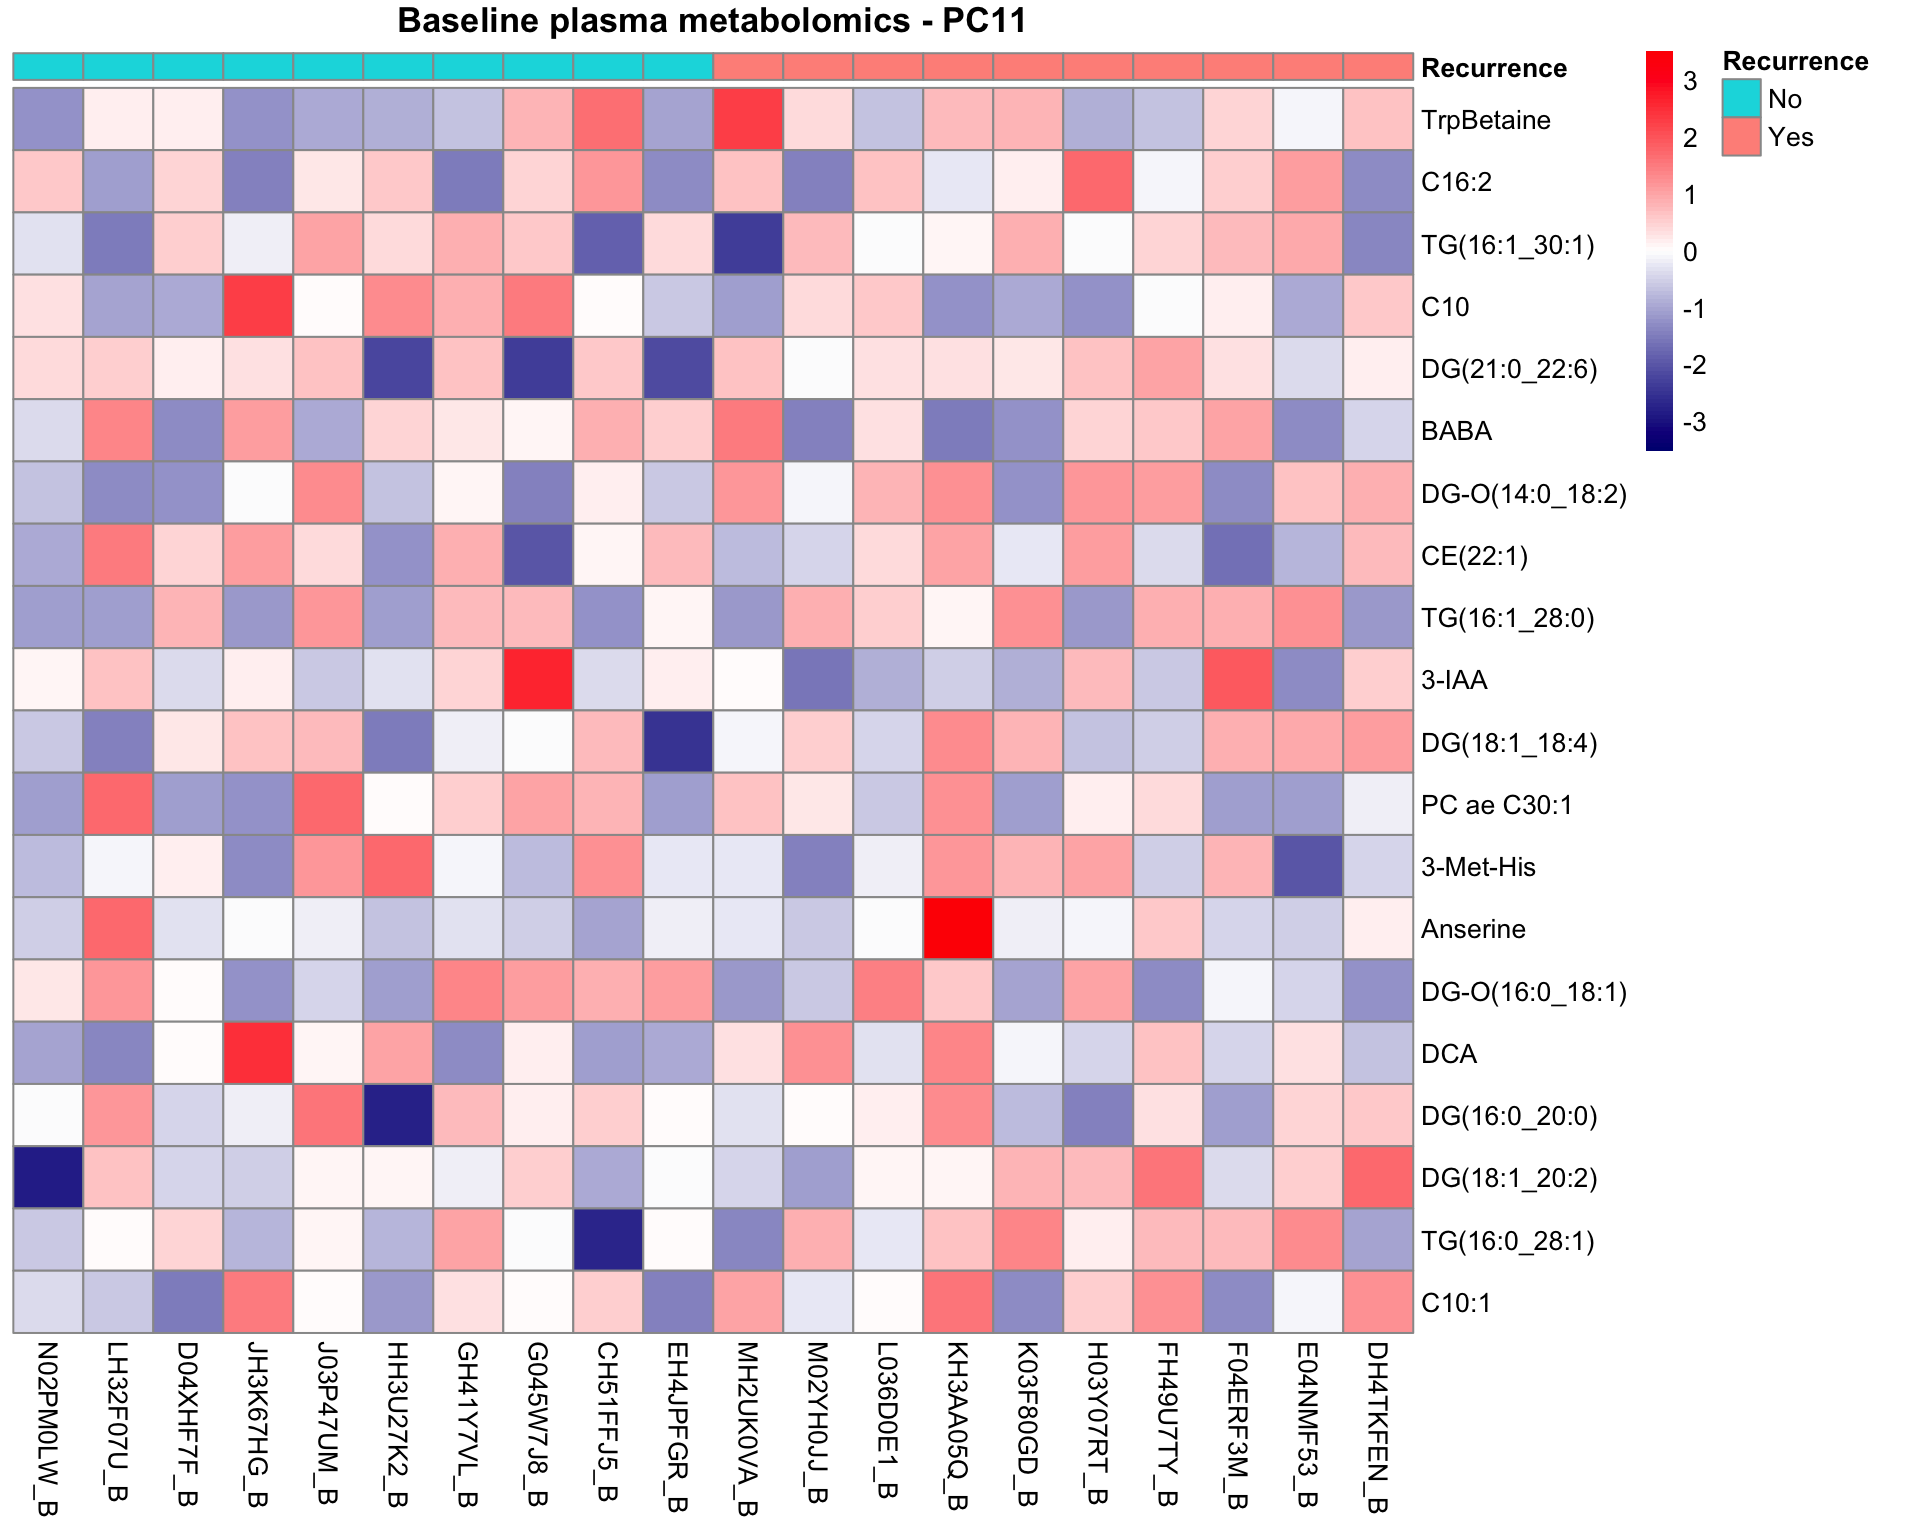 Baseline plasma metabolomics - PC11
Recurrence
TrpBetaine
C16:2
TG(16:1_30:1)
C10
DG(21:0_22:6)
BABA
DG-O(14:0_18:2)
CE(22:1)
TG(16:1_28:0)
3-IAA
DG(18:1_18:4)
PC ae C30:1
3-Met-His
Anserine
DG-O(16:0_18:1)
DCA
DG(16:0_20:0)
DG(18:1_20:2)
TG(16:0_28:1)
C10:1
N02PM0LW_B
LH32F07U_B
D04XHF7F_B
JH3K67HG_B
J03P47UM_B
HH3U27K2_B
GH41Y7VL_B
G045W7J8_B
CH51FFJ5_B
EH4JPFGR_B
MH2UK0VA_B
M02YH0JJ_B
L036D0E1_B
KH3AA05Q_B
K03F80GD_B
H03Y07RT_B
FH49U7TY_B
F04ERF3M_B
E04NMF53_B
DH4TKFEN_B
3
2
1
0
-1
-2
-3
Recurrence
No
Yes